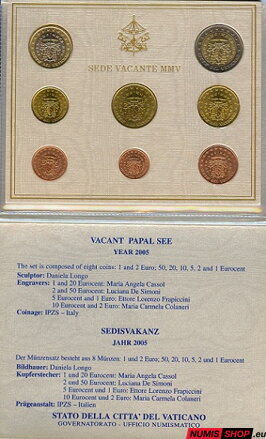 SEDE VACANTE MMV
VACANT PAPAL SEE
YEAR 2005
The set is composed of eight coins: 1 and 2 Euro; 50, 20, 10, 5, 2 and 1 Eurocent
Sculptor: Daniela Longo
Engravers: 1 and 20 Eurocent: Maria Angela Cassol
2 and 50 Eurocent: Luciana De Simoni
5 Eurocent and 1 Euro: Ettore Lorenzo Frapiccini
10 Eurocent and 2 Euro: Maria Carmela Colaneri
Coinage: IPZS – Italy
SEDISVAKANZ
JAHR 2005
Der Münzensatz besteht aus 8 Münzen: 1 und 2 Euro; 50, 20, 10, 5, 2 und 1 Eurocent
Bildhauer: Daniela Longo
Kupferstecher: 1 und 20 Eurocent: Maria Angela Cassol
2 und 50 Eurocent: Luciana De Simoni
5 Eurocent und 1 Euro: Ettore Lorenzo Frapiccini
10 Eurocent und 2 Euro: Maria Carmela Colaneri
Prägeanstalt: IPZS – Italien
STATO DELLA CITTA' DEL VATICANO
GOVERNATORATO - UFFICIO NUMISMATICO
NUMIS SHOP.eu